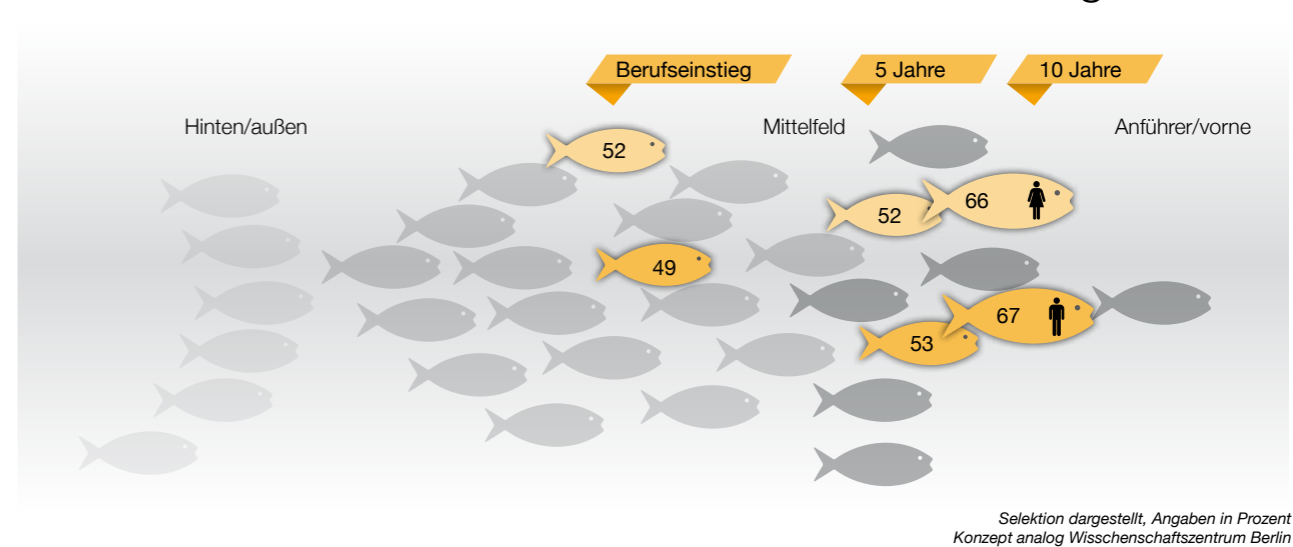 Berufseinstieg
5 Jahre
10 Jahre
Hinten/außen
Mittelfeld
Anführer/vorne
52
52
66
49
67
53
Selektion dargestellt, Angaben in Prozent
Konzept analog Wisschenschaftszentrum Berlin